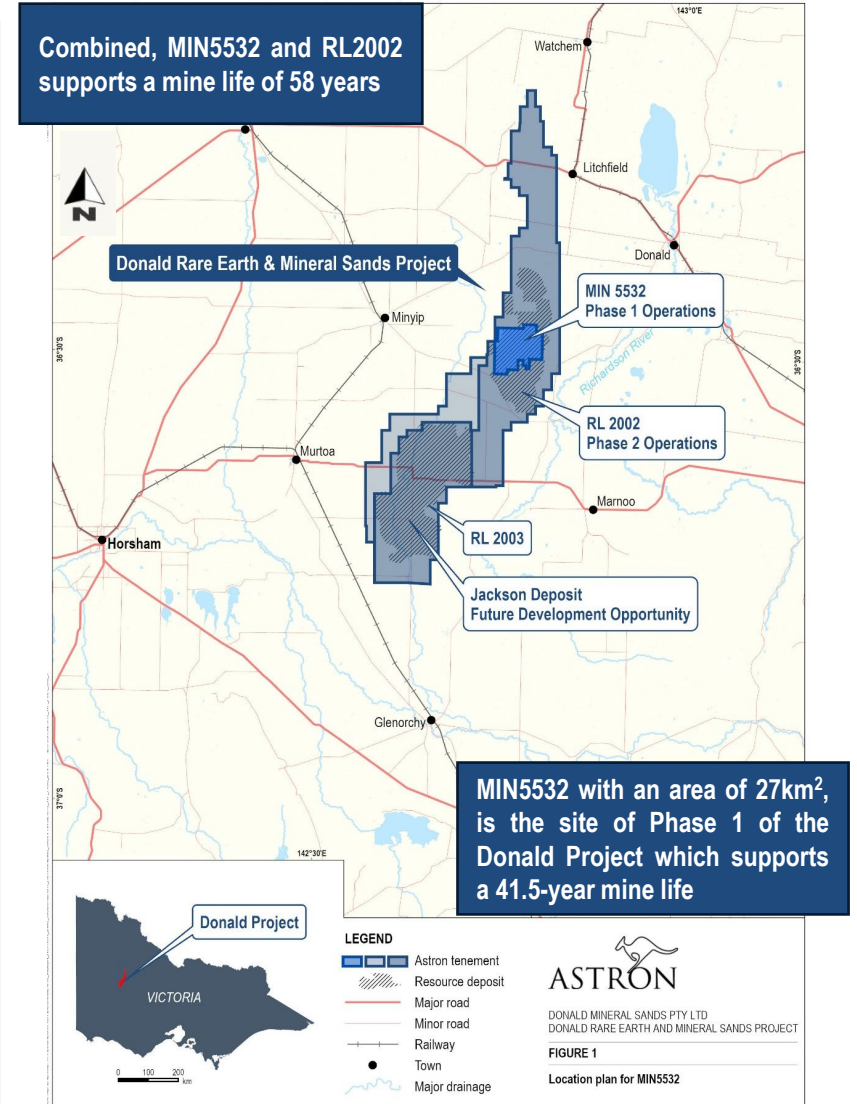 Combined, MIN5532 and RL2002
supports a mine life of 58 years
143°0'E
Watchem
N
Litchfield
Donald
Donald Rare Earth & Mineral Sands Project
MIN 5532
Phase 1 Operations
Minyip
36°30'S
36°30'S
Richardson River
RL 2002
Phase 2 Operations
Murtoa
Marnoo
Horsham
RL 2003
Jackson Deposit
Future Development Opportunity
Glenorchy
37°0'S
MIN5532 with an area of 27km²,
is the site of Phase 1 of the
Donald Project which supports
a 41.5-year mine life
142°30'E
Donald Project
VICTORIA
0 100 200
km
LEGEND
Astron tenement
Resource deposit
Major road
Minor road
Railway
Town
Major drainage
ASTRON
DONALD MINERAL SANDS PTY LTD
DONALD RARE EARTH AND MINERAL SANDS PROJECT
FIGURE 1
Location plan for MIN5532